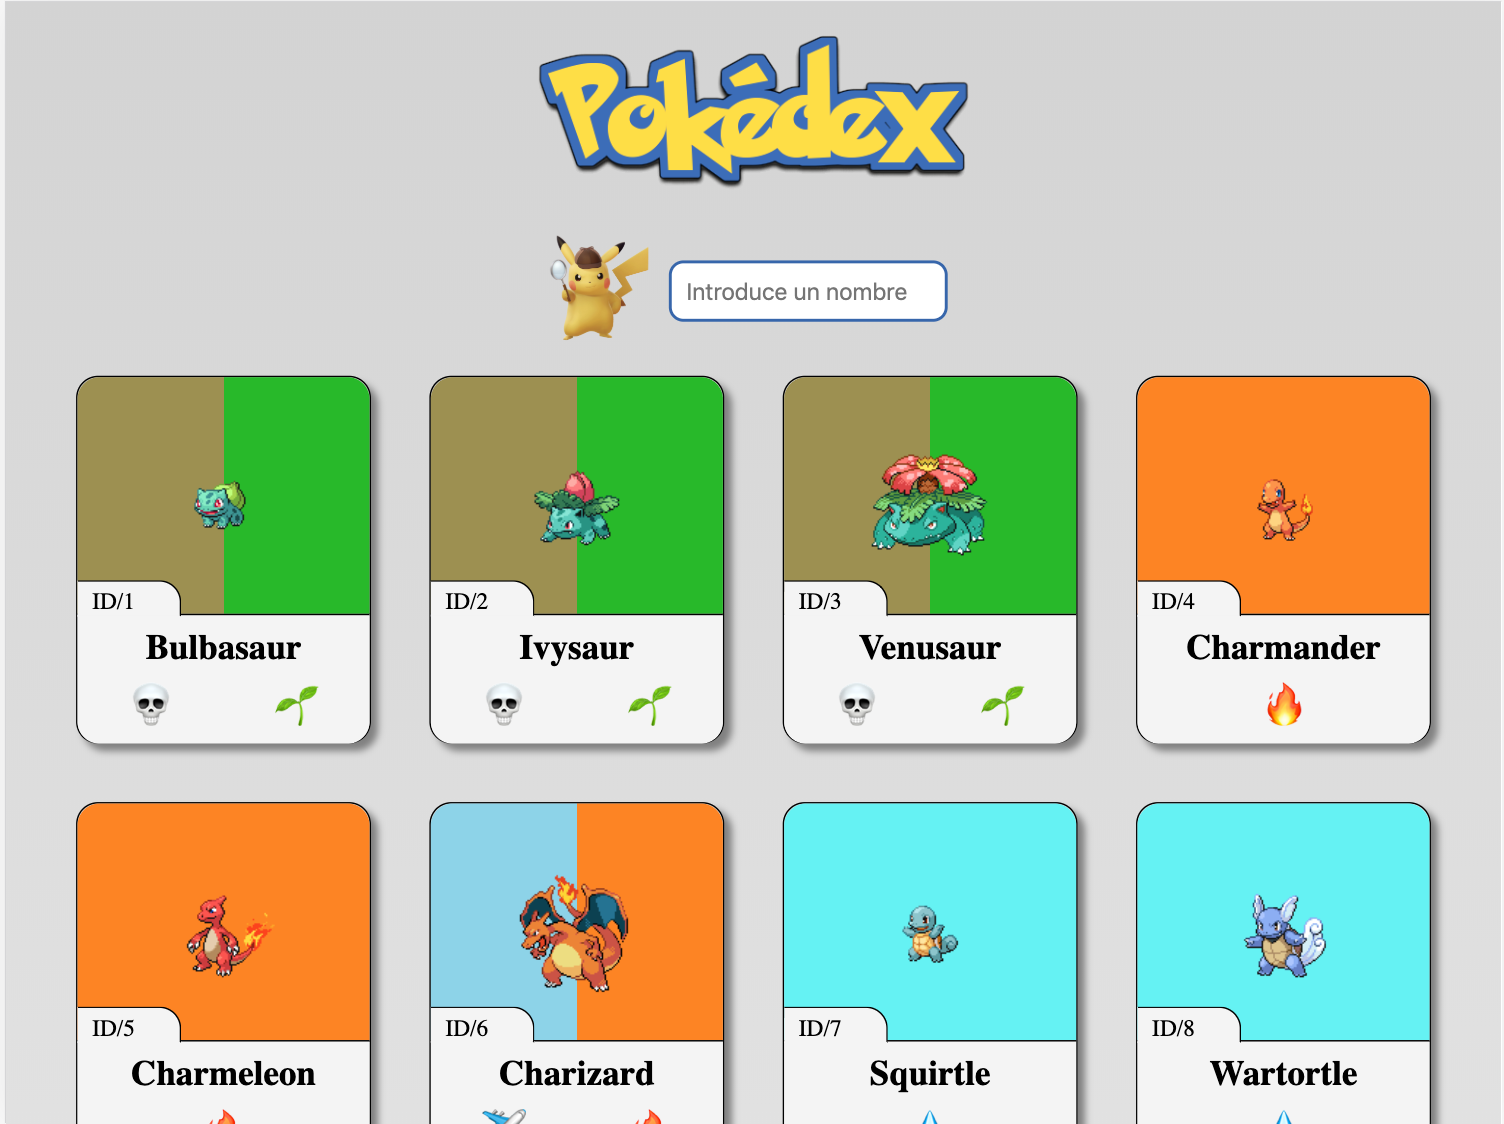 Pokédex
Introduce un nombre
ID/1
Bulbasaur
ID/2
Ivysaur
ID/3
Venusaur
ID/4
Charmander
ID/5
Charmeleon
ID/6
Charizard
ID/7
Squirtle
ID/8
Wartortle